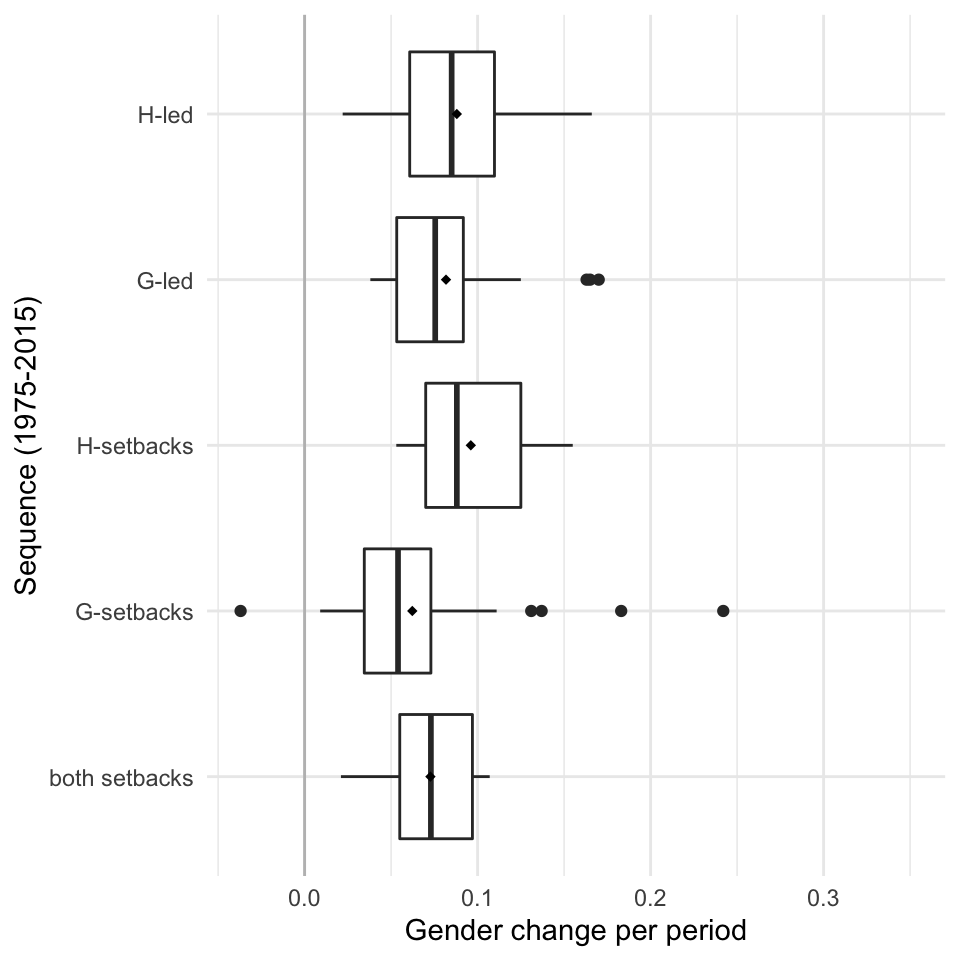 H-led
G-led
H-setbacks
G-setbacks
both setbacks
Sequence (1975-2015)
0.0
0.1
0.2
0.3
Gender change per period